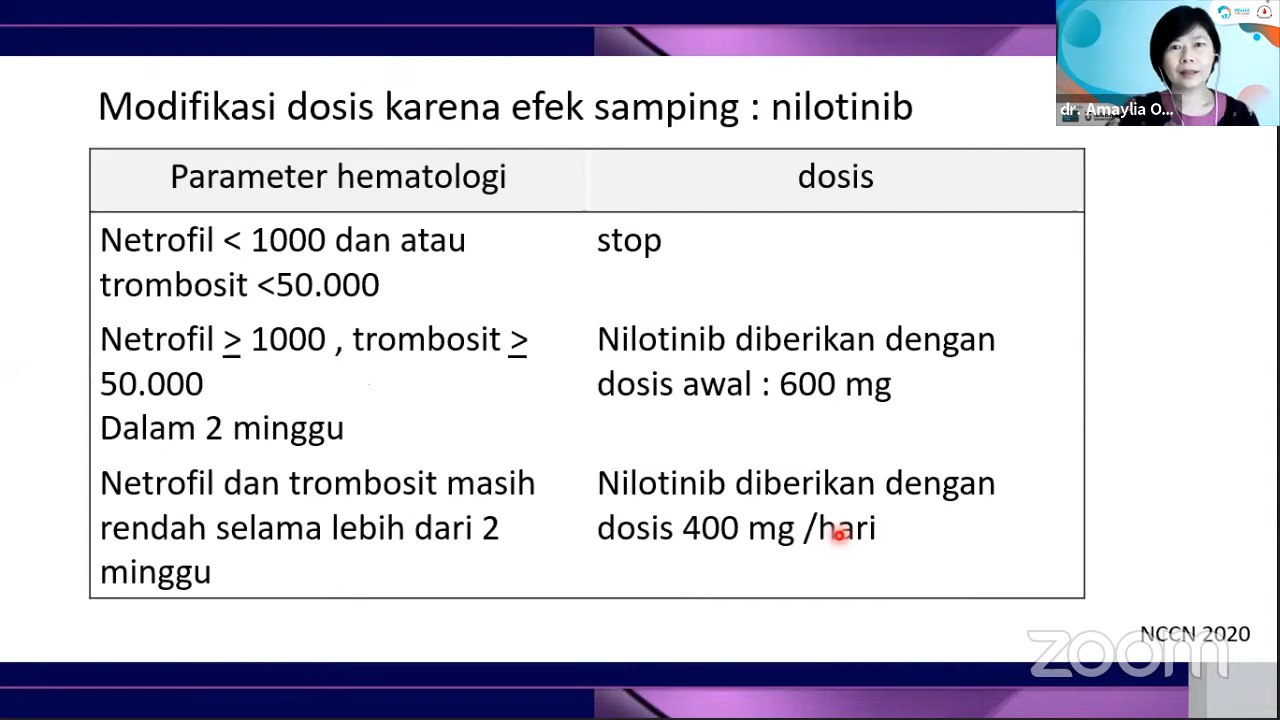 World
dr. Amaylia O...
Modifikasi dosis karena efek samping : nilotinib
Parameter hematologi
dosis
Netrofil < 1000 dan atau
trombosit <50.000
stop
Netrofil ≥ 1000 , trombosit ≥
50.000
Dalam 2 minggu
Nilotinib diberikan dengan
dosis awal : 600 mg
Netrofil dan trombosit masih
rendah selama lebih dari 2
minggu
Nilotinib diberikan dengan
dosis 400 mg /hari
NCCN 2020
zoom